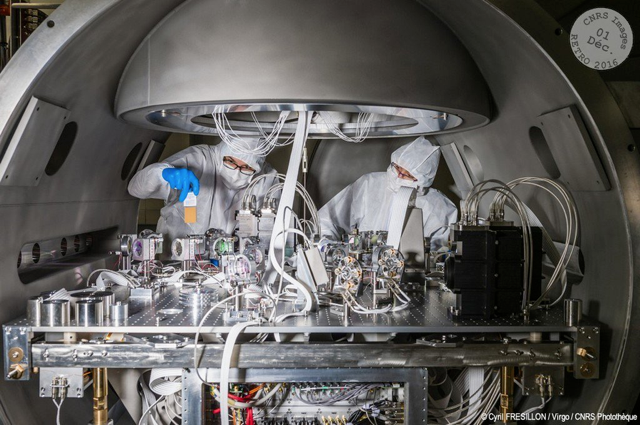 CNRS Images
01
Déc.
RETRO 2016
© Cyril FRESILLON / Virgo / CNRS Photothèque